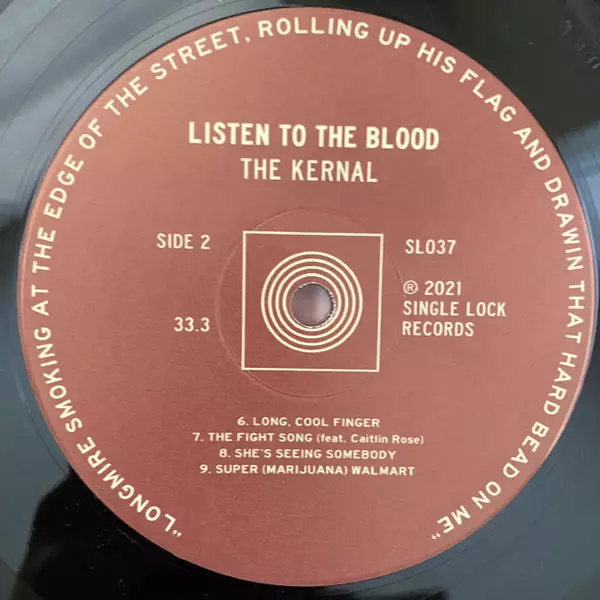 "LONGMIRE SMOKING AT THE EDGE OF THE STREET, ROLLING UP HIS FLAG AND DRAWIN THAT HARD BEAD ON ME"
LISTEN TO THE BLOOD
THE KERNAL
SIDE 2
33.3
SL037
℗ 2021
SINGLE LOCK
RECORDS
6. LONG, COOL FINGER
7. THE FIGHT SONG (feat. Caitlin Rose)
8. SHE'S SEEING SOMEBODY
9. SUPER (MARIJUANA) WALMART